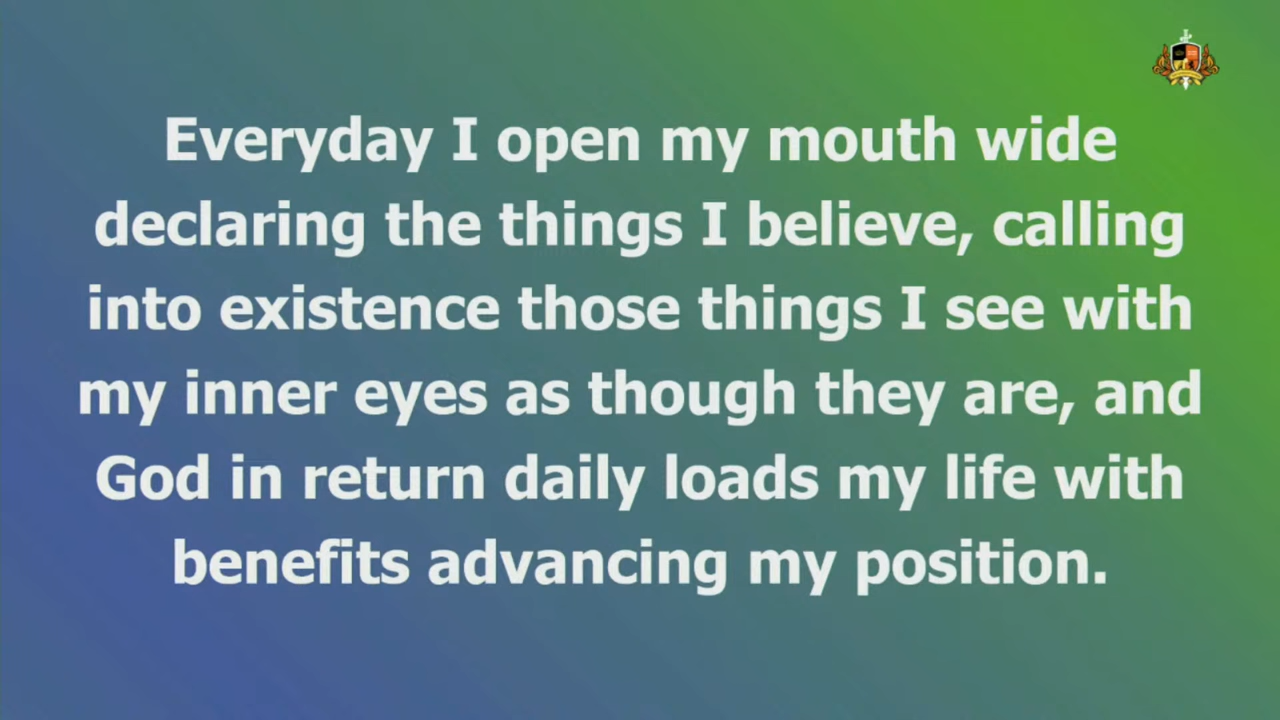 Everyday I open my mouth wide
declaring the things I believe, calling
into existence those things I see with
my inner eyes as though they are, and
God in return daily loads my life with
benefits advancing my position.